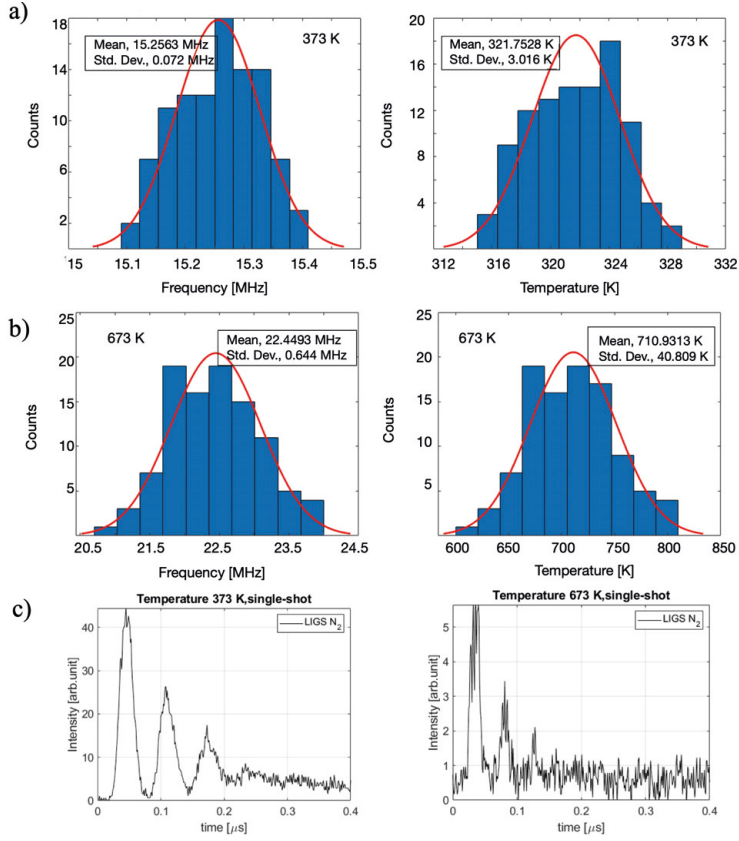 a)
18
14
10
6
2
Counts
Mean, 15.2563 MHz
Std. Dev., 0.072 MHz
373 K
15 15.1 15.2 15.3 15.4 15.5
Frequency [MHz]
20
16
12
8
4
Counts
Mean, 321.7528 K
Std. Dev., 3.016 K
373 K
312 316 320 324 328 332
Temperature [K]
b)
25
20
15
10
5
Counts
673 K
Mean, 22.4493 MHz
Std. Dev., 0.644 MHz
20.5 21.5 22.5 23.5 24.5
Frequency [MHz]
25
20
15
10
5
Counts
673 K
Mean, 710.9313 K
Std. Dev., 40.809 K
600 650 700 750 800 850
Temperature [K]
c)
Temperature 373 K,single-shot
LIGS N₂
40
30
20
10
0
Intensity [arb.unit]
0 0.1 0.2 0.3 0.4
time [μs]
Temperature 673 K,single-shot
LIGS N₂
5
4
3
2
1
0
Intensity [arb.unit]
0 0.1 0.2 0.3 0.4
time [μs]